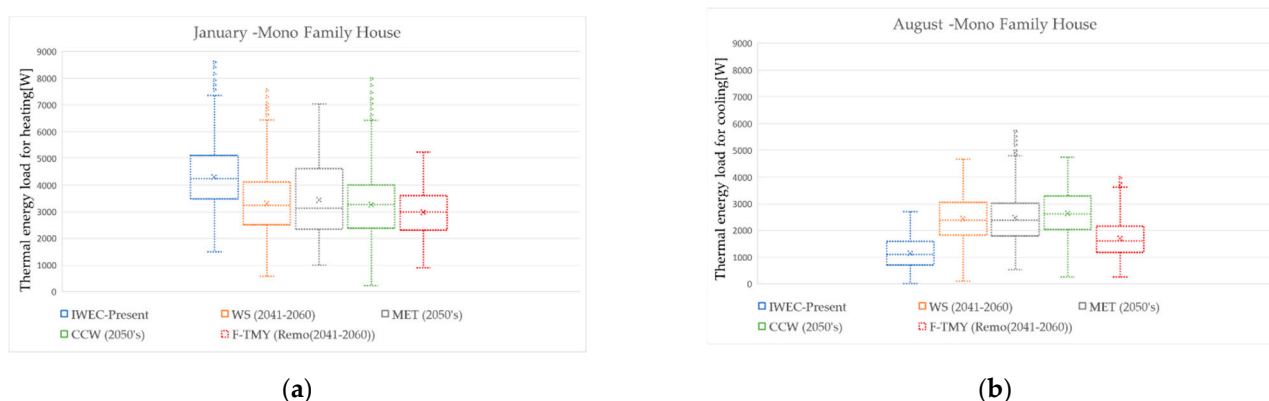 January -Mono Family House
Thermal energy load for heating[W]
9000
8000
7000
6000
5000
4000
3000
2000
1000
0
IWEC-Present
WS (2041-2060)
MET (2050's)
CCW (2050's)
F-TMY (Remo(2041-2060))
(a)
August -Mono Family House
Thermal energy load for cooling[W]
9000
8000
7000
6000
5000
4000
3000
2000
1000
0
IWEC-Present
WS (2041-2060)
MET (2050's)
CCW (2050's)
F-TMY (Remo(2041-2060))
(b)